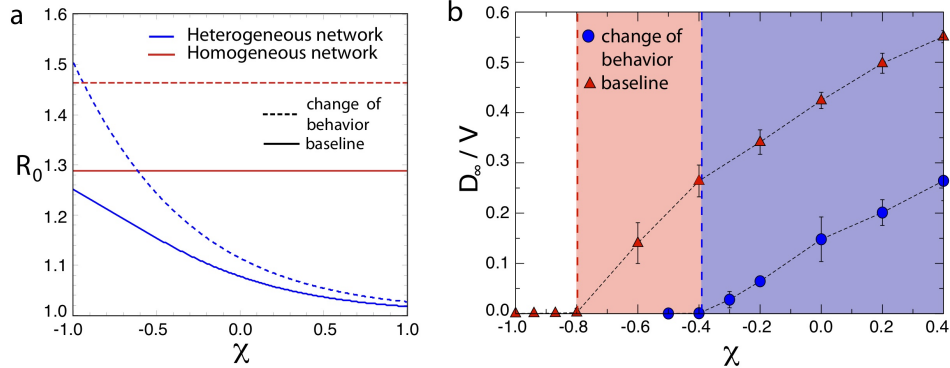 a
1.6
1.5
1.4
1.3
1.2
1.1
1.0
R0
Heterogeneous network
Homogeneous network
change of
behavior
baseline
-1.0
-0.5
0.0
0.5
1.0
χ
b
0.6
0.5
0.4
0.3
0.2
0.1
0.0
D∞/V
change of
behavior
baseline
-1.0
-0.8
-0.6
-0.4
-0.2
0.0
0.2
0.4
χ